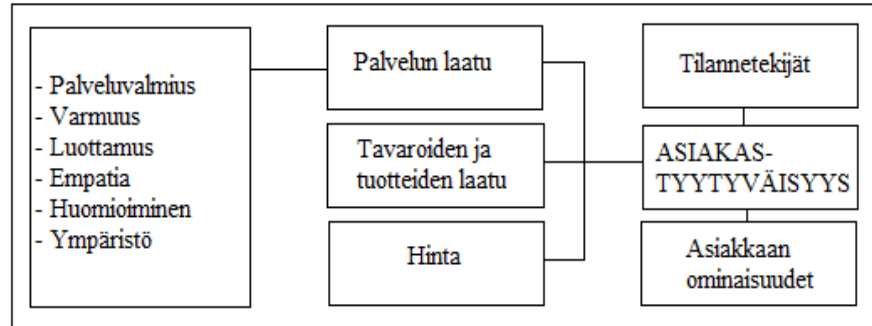 - Palveluvalmius
- Varmuus
- Luottamus
- Empatia
- Huomioiminen
- Ympäristö
Palvelun laatu
Tavaroiden ja
tuotteiden laatu
Hinta
Tilannetekijät
ASIAKAS-
TYYTYVÄISYYS
Asiakkaan
ominaisuudet